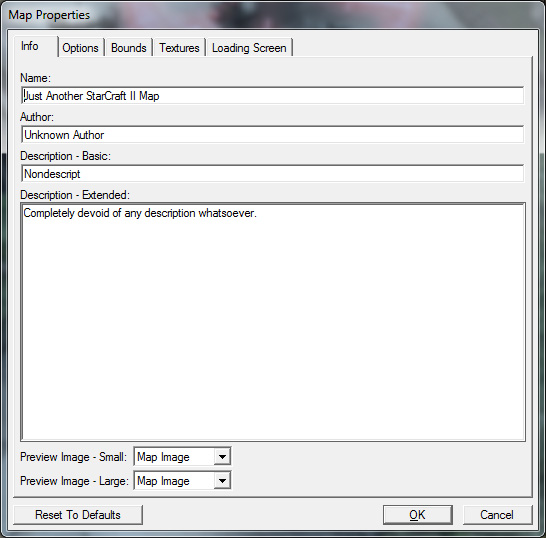 Map Properties
Info Options Bounds Textures Loading Screen
Name:
Just Another StarCraft II Map
Author:
Unknown Author
Description - Basic:
Nondescript
Description - Extended:
Completely devoid of any description whatsoever.
Preview Image - Small: Map Image
Preview Image - Large: Map Image
Reset To Defaults OK Cancel